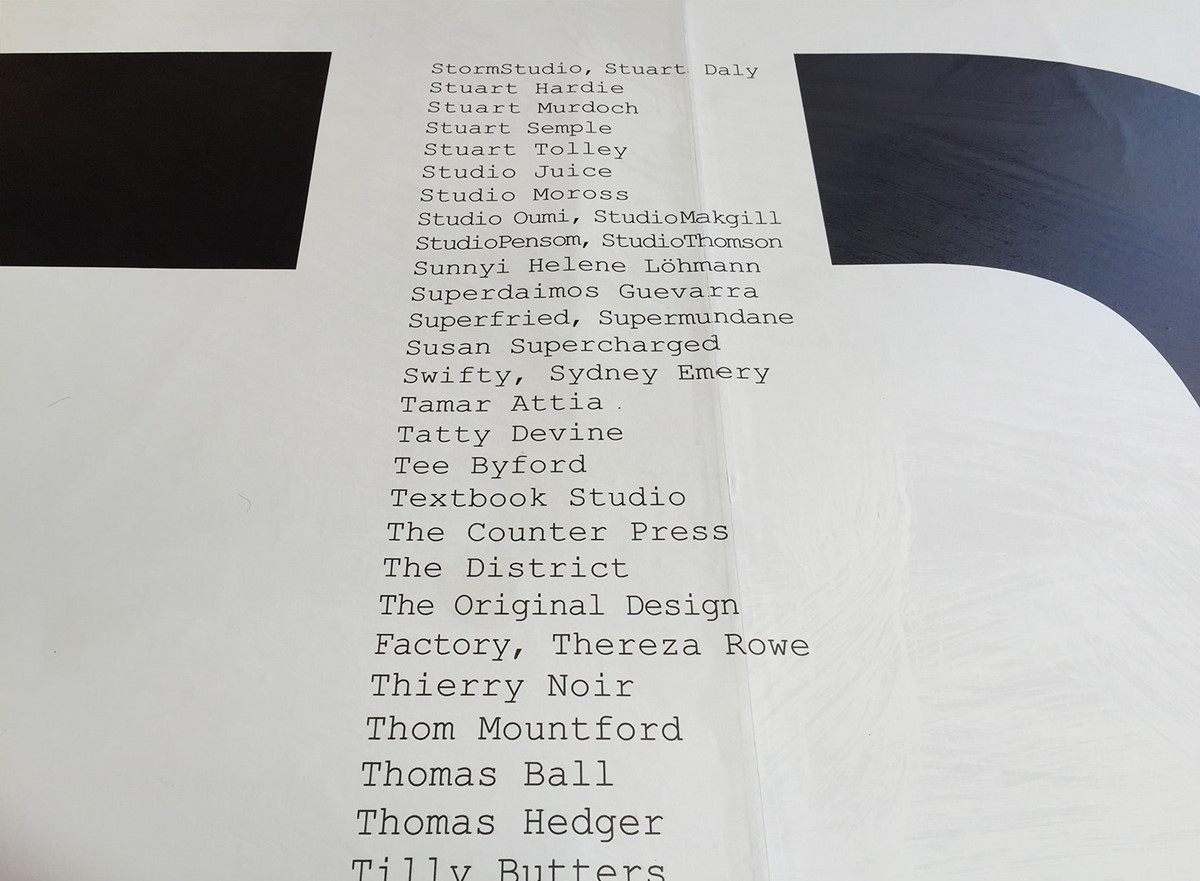 StormStudio, Stuart Daly
Stuart Hardie
Stuart Murdoch
Stuart Semple
Stuart Tolley
Studio Juice
Studio Moross
Studio Oumi, StudioMakgill
StudioPensom, StudioThomson
Sunnyi Helene Löhmann
Superdaimos Guevarra
Superfried, Supermundane
Susan Supercharged
Swifty, Sydney Emery
Tamar Attia
Tatty Devine
Tee Byford
Textbook Studio
The Counter Press
The District
The Original Design
Factory, Thereza Rowe
Thierry Noir
Thom Mountford
Thomas Ball
Thomas Hedger
Tilly Butters